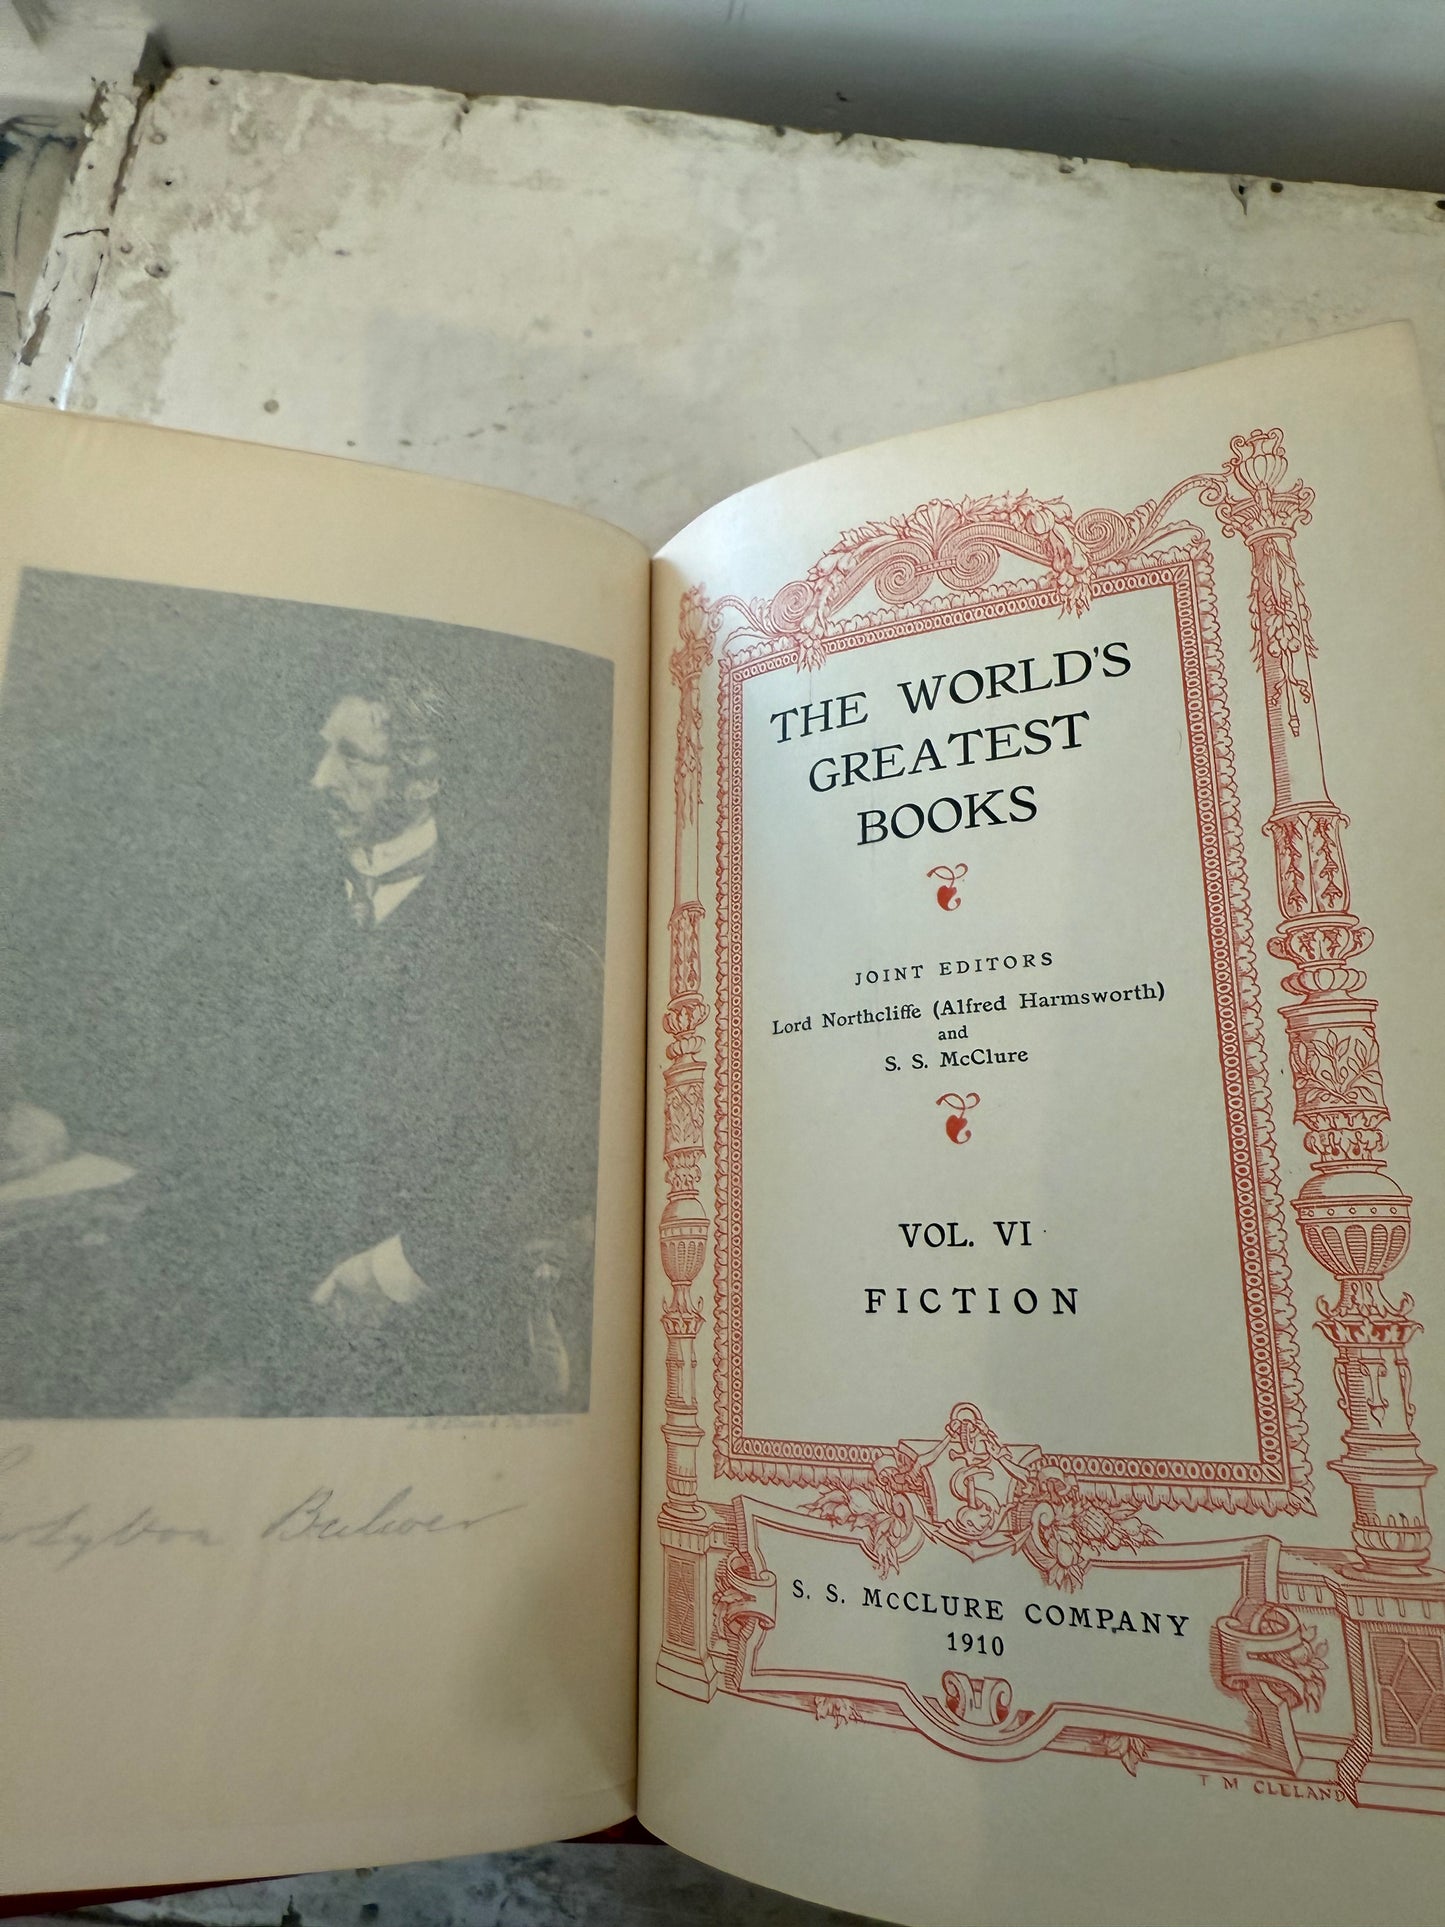 Lytton Bulwer
THE WORLD'S
GREATEST
BOOKS
JOINT EDITORS
Lord Northcliffe (Alfred Harmsworth)
and
S. S. McClure
VOL. VI
FICTION
S. S. McCLURE COMPANY
1910
T M CLELAND